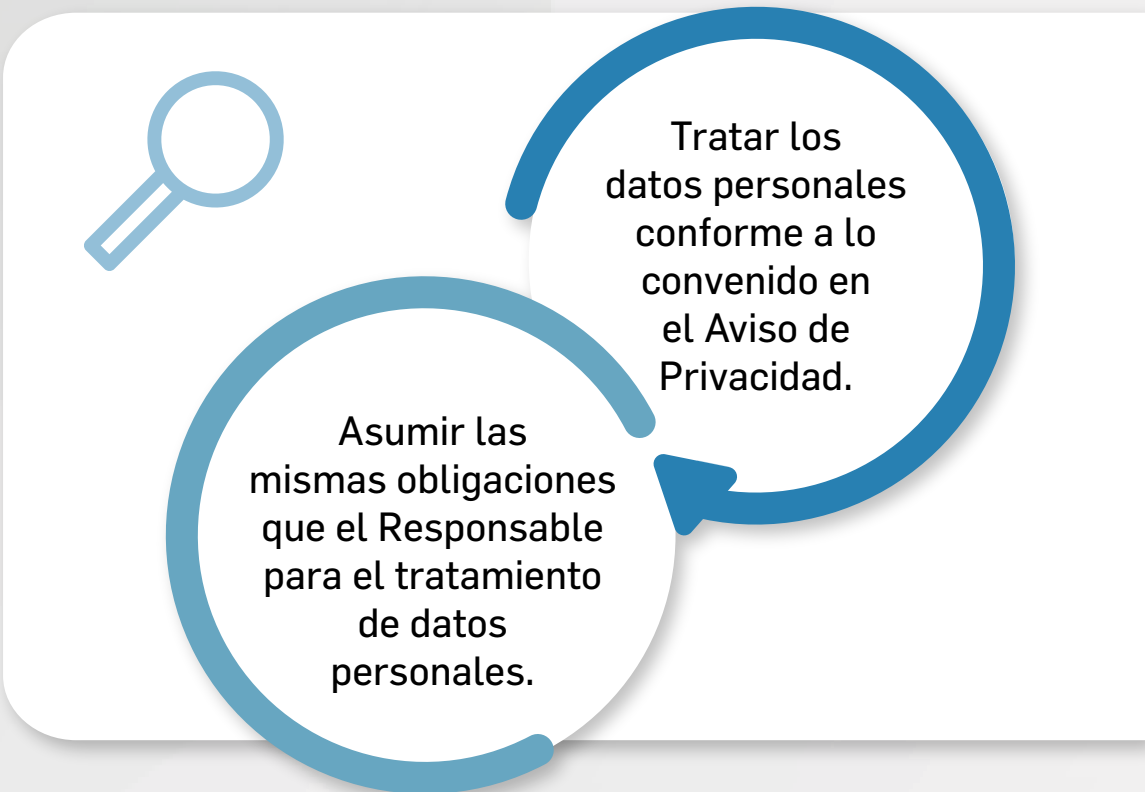 Tratar los
datos personales
conforme a lo
convenido en
el Aviso de
Privacidad.
Asumir las
mismas obligaciones
que el Responsable
para el tratamiento
de datos
personales.